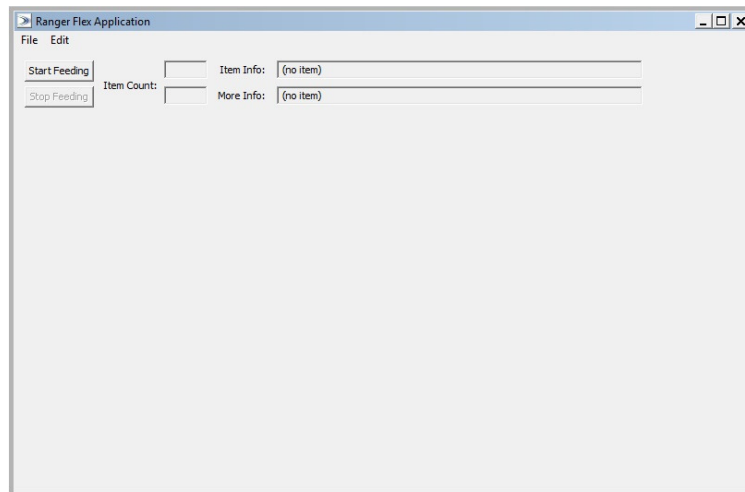 Ranger Flex Application
File Edit
Start Feeding
Stop Feeding
Item Count:
Item Info: (no item)
More Info: (no item)